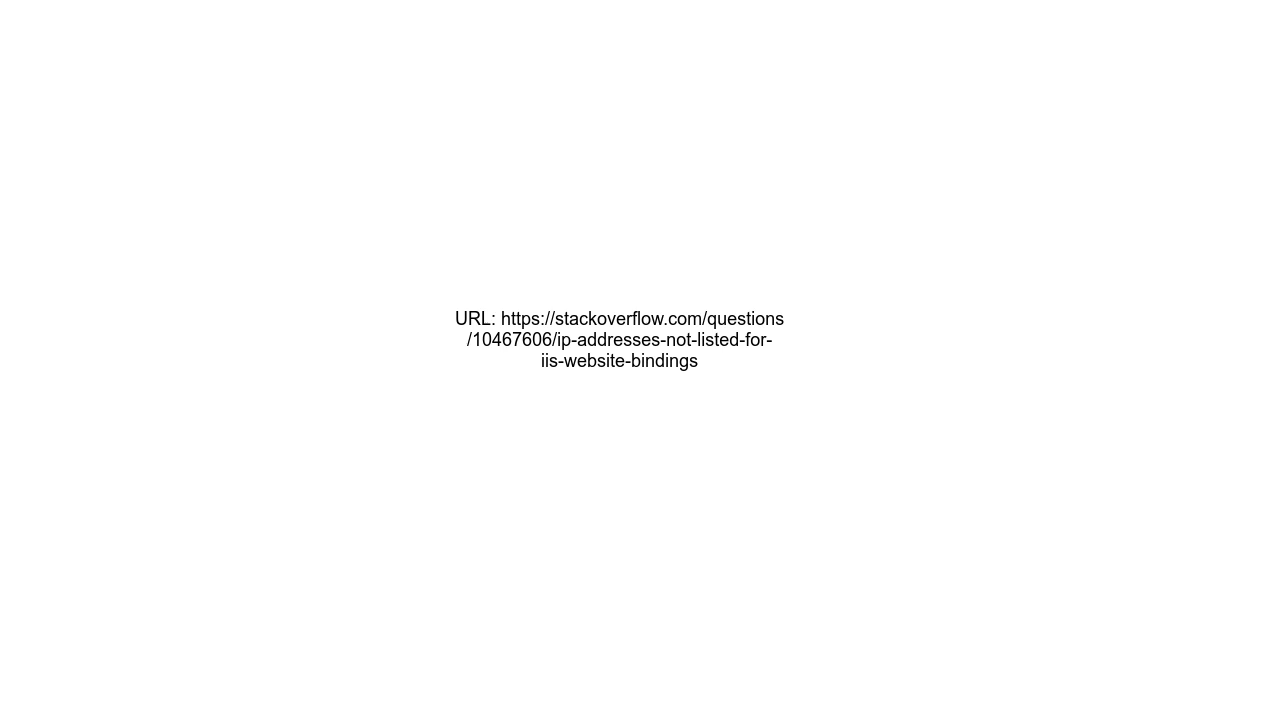 URL: https://stackoverflow.com/questions
/10467606/ip-addresses-not-listed-for-
iis-website-bindings